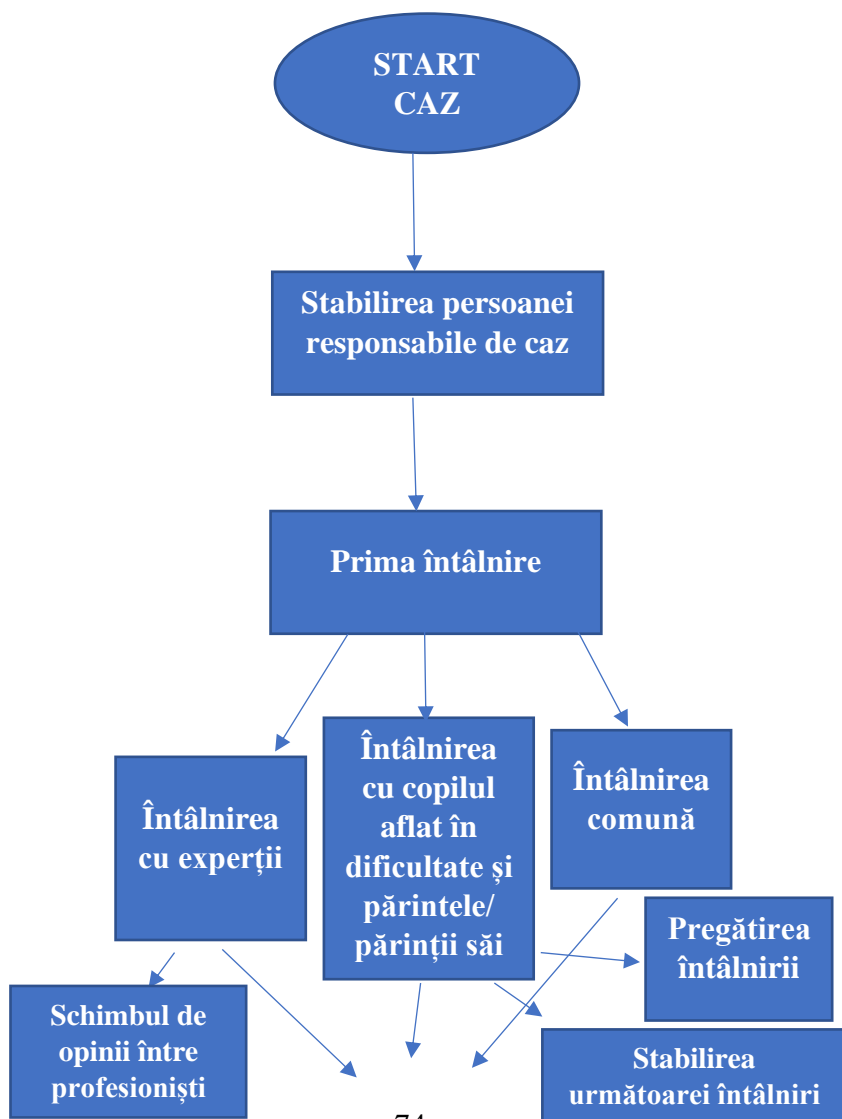 START
CAZ
Stabilirea persoanei
responsabile de caz
Prima întâlnire
Întâlnirea
cu experții
Întâlnirea
cu copilul
aflat în
dificultate și
părintele/
părinții săi
Întâlnirea
comună
Pregătirea
întâlnirii
Schimbul de
opinii între
profesioniști
Stabilirea
următoarei întâlniri